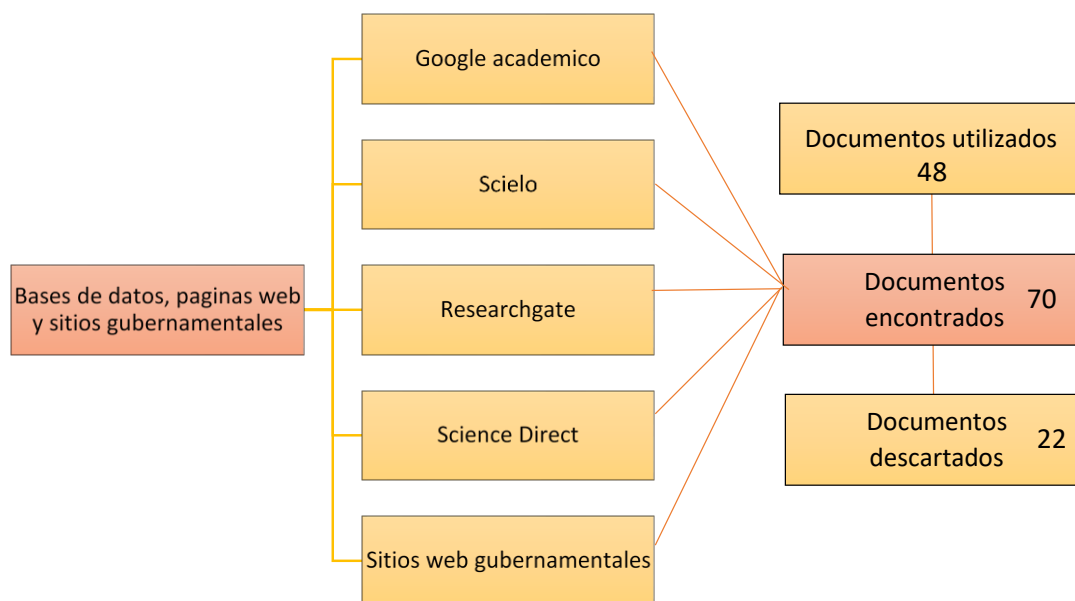 Bases de datos, paginas web
y sitios gubernamentales
Google academico
Scielo
Researchgate
Science Direct
Sitios web gubernamentales
Documentos utilizados
48
Documentos
encontrados
70
Documentos
descartados
22